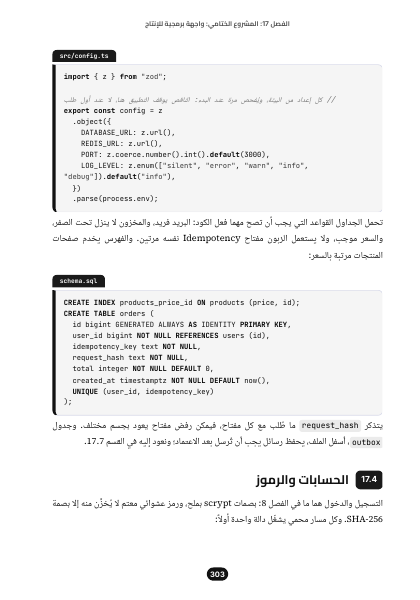 الفصل 17: المشروع الختامي: واجهة برمجية للإنتاج
src/config.ts
import { z } from "zod";
// كل إعداد من البيئة، ويُفحص مرة عند البدء: الناقص يوقف التطبيق هنا، لا عند أول طلب
export const config = z
.object({
DATABASE_URL: z.url(),
REDIS_URL: z.url(),
PORT: z.coerce.number().int().default(3000),
LOG_LEVEL: z.enum(["silent", "error", "warn", "info",
"debug"]).default("info"),
})
.parse(process.env);
تحمل الجداول القواعد التي يجب أن تصح مهما فعل الكود: البريد فريد، والمخزون لا ينزل تحت الصفر،
والسعر موجب، ولا يستعمل الزبون مفتاح Idempotency نفسه مرتين. والفهرس يخدم صفحات
المنتجات مرتبة بالسعر:
schema.sql
CREATE INDEX products_price_id ON products (price, id);
CREATE TABLE orders (
id bigint GENERATED ALWAYS AS IDENTITY PRIMARY KEY,
user_id bigint NOT NULL REFERENCES users (id),
idempotency_key text NOT NULL,
request_hash text NOT NULL,
total integer NOT NULL DEFAULT 0,
created_at timestamptz NOT NULL DEFAULT now(),
UNIQUE (user_id, idempotency_key)
);
يتذكر request_hash ما طُلب مع كل مفتاح، فيمكن رفض مفتاح يعود بجسم مختلف. وجدول
outbox، أسفل الملف، يحفظ رسائل يجب أن تُرسل بعد الاعتماد؛ ونعود إليه في القسم 17.7.
17.4 الحسابات والرموز
التسجيل والدخول هما ما في الفصل 8: بصمات scrypt بملح، ورمز عشوائي معتم لا يُخزَّن منه إلا بصمة
SHA-256. وكل مسار محمي يشغّل دالة واحدة أولاً:
303